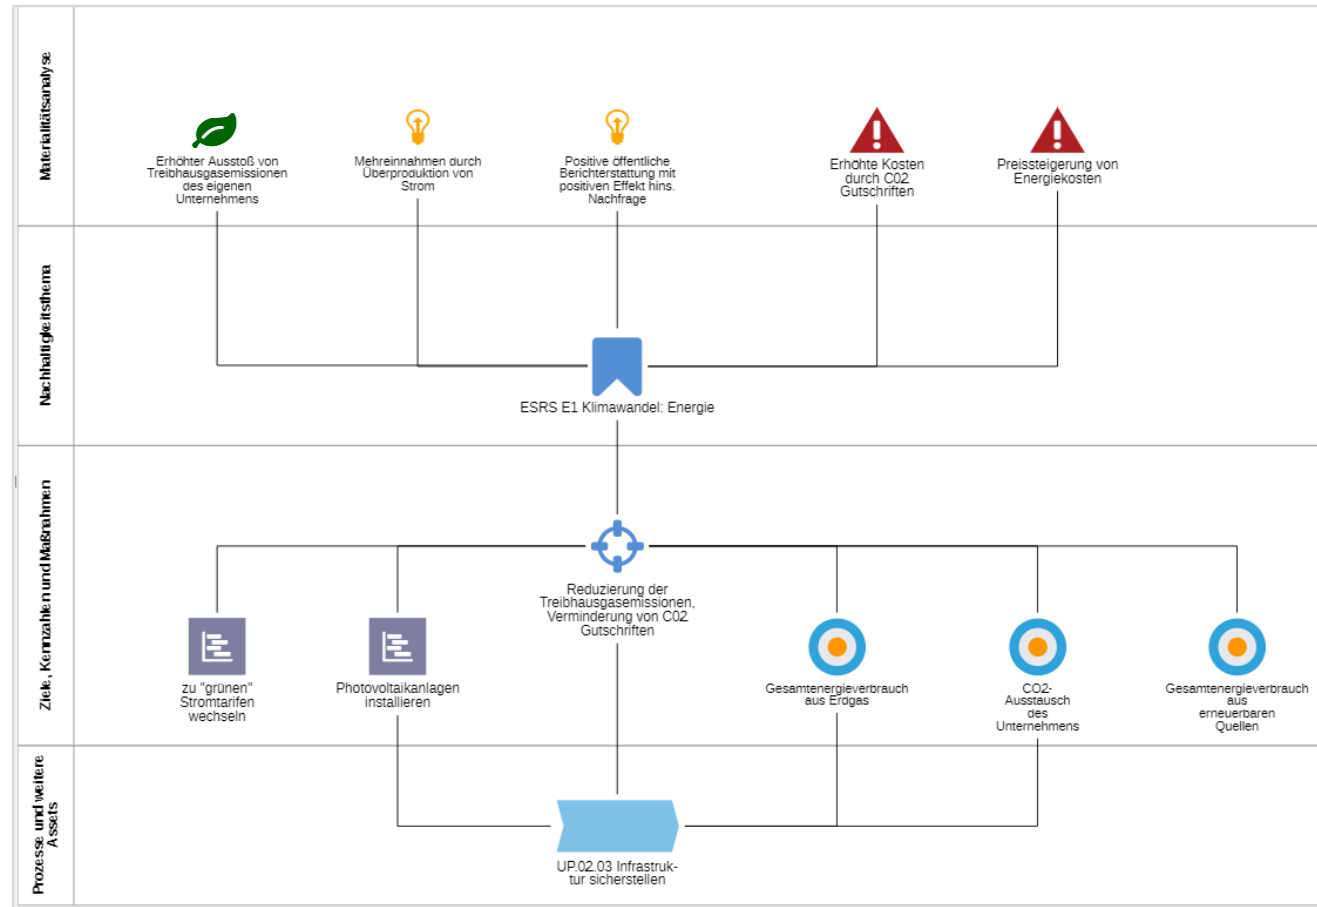 Materialitätsanalyse
Erhöhter Ausstoß von
Treibhausgasemissionen
des eigenen
Unternehmens
Mehreinnahmen durch
Überproduktion von
Strom
Positive öffentliche
Berichterstattung mit
positiven Effekt hins.
Nachfrage
Erhöhte Kosten
durch C02
Gutschriften
Preissteigerung von
Energiekosten
Nachhaltigkeitsthema
ESRS E1 Klimawandel: Energie
Ziele, Kennzahlen und Maßnahmen
Reduzierung der
Treibhausgasemissionen,
Verminderung von C02
Gutschriften
zu "grünen"
Stromtarifen
wechseln
Photovoltaikanlagen
installieren
Gesamtenergieverbrauch
aus Erdgas
CO2-
Ausstausch
des
Unternehmens
Gesamtenergieverbrauch
aus
erneuerbaren
Quellen
Prozesse und weitere
Assets
UP.02.03 Infrastruk-
tur sicherstellen